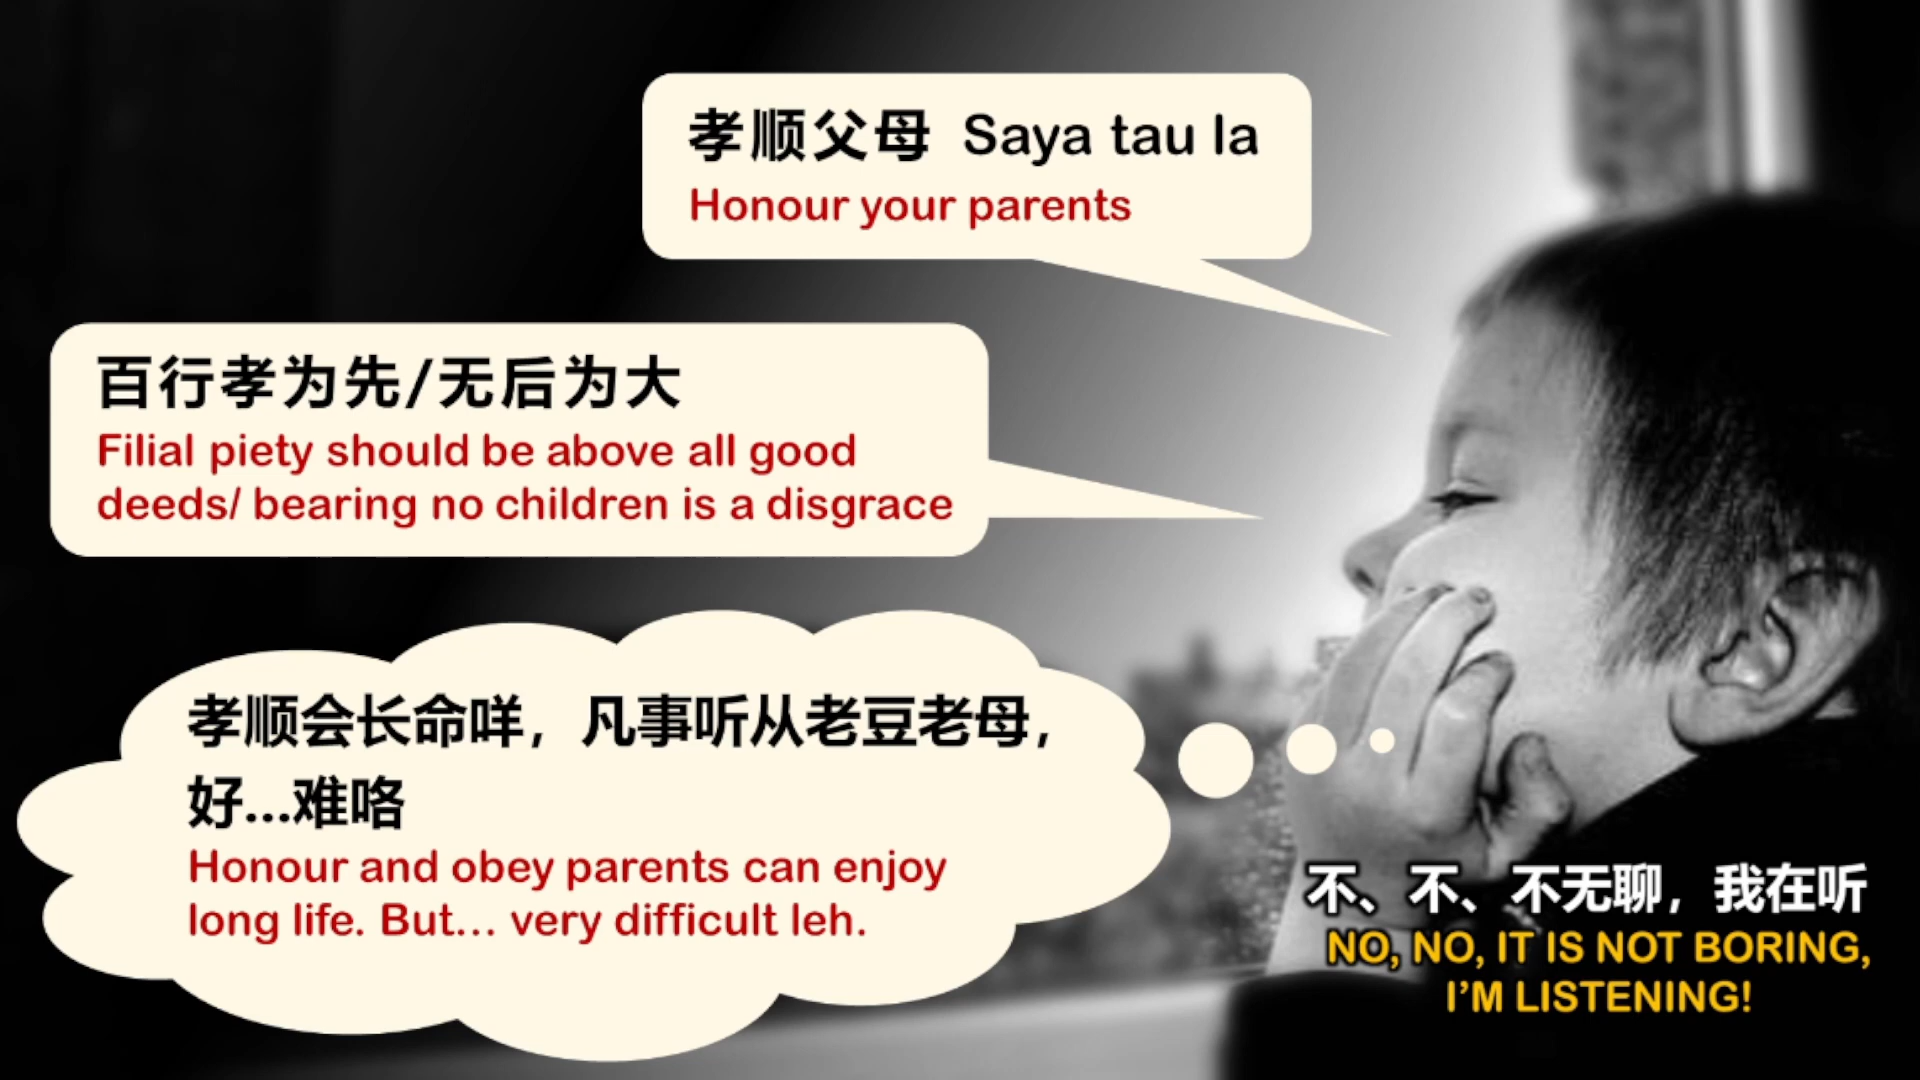 孝顺父母 Saya tau la
Honour your parents
百行孝为先/无后为大
Filial piety should be above all good
deeds/ bearing no children is a disgrace
孝顺会长命咩，凡事听从老豆老母，
好...难咯
Honour and obey parents can enjoy
long life. But... very difficult leh.
不、不、不无聊，我在听
NO, NO, IT IS NOT BORING,
I'M LISTENING!